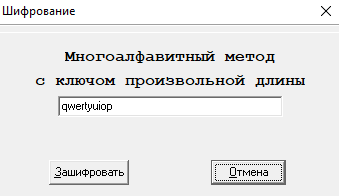 Шифрование
Многоалфавитный метод
с ключом произвольной длины
qwertyuiop
Зашифровать
Отмена